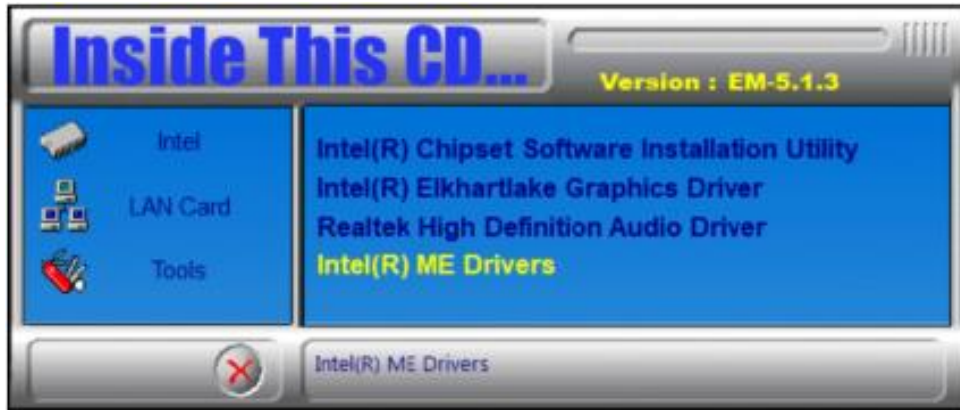 Inside This CD...
Version : EM-5.1.3
Intel
LAN Card
Tools
Intel(R) Chipset Software Installation Utility
Intel(R) Elkhartlake Graphics Driver
Realtek High Definition Audio Driver
Intel(R) ME Drivers
Intel(R) ME Drivers